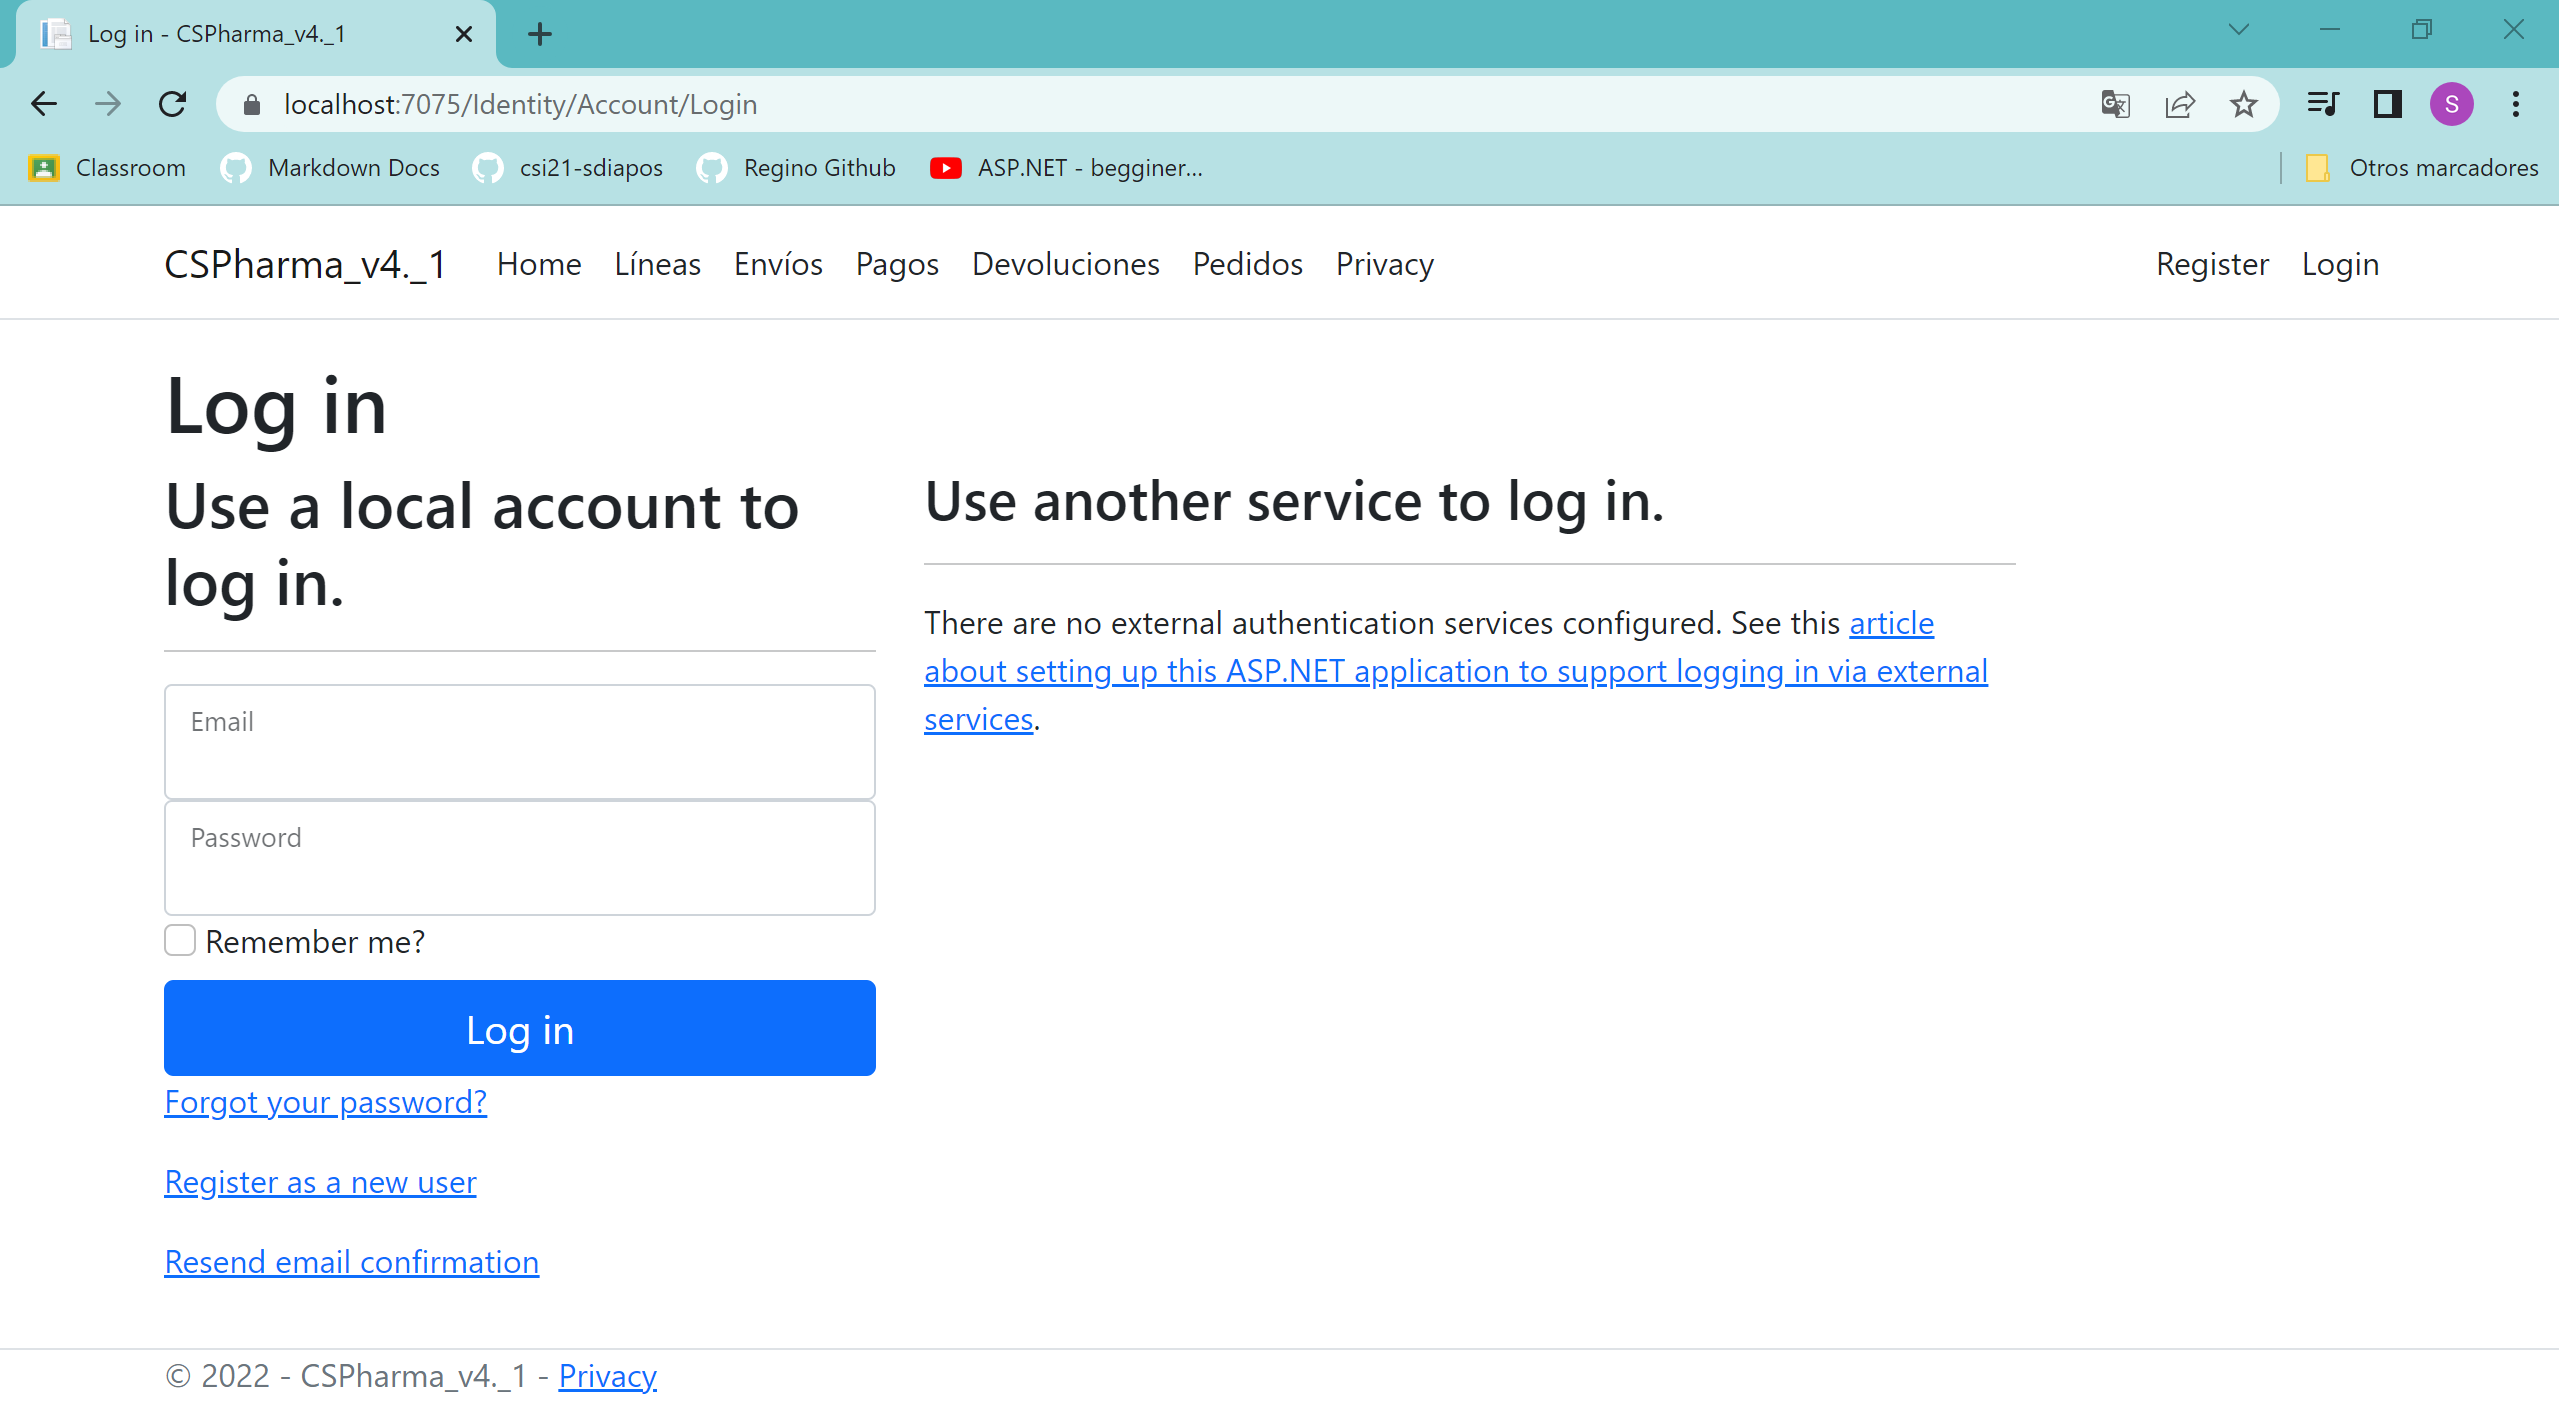 Log in - CSPharma_v4._1
localhost:7075/Identity/Account/Login
S
Classroom Markdown Docs csi21-sdiapos Regino Github ASP.NET - begginer... Otros marcadores
CSPharma_v4._1 Home Líneas Envíos Pagos Devoluciones Pedidos Privacy Register Login
Log in
Use a local account to
log in.
Email
Password
Remember me?
Log in
Forgot your password?
Register as a new user
Resend email confirmation
Use another service to log in.
There are no external authentication services configured. See this article
about setting up this ASP.NET application to support logging in via external
services.
© 2022 - CSPharma_v4._1 - Privacy